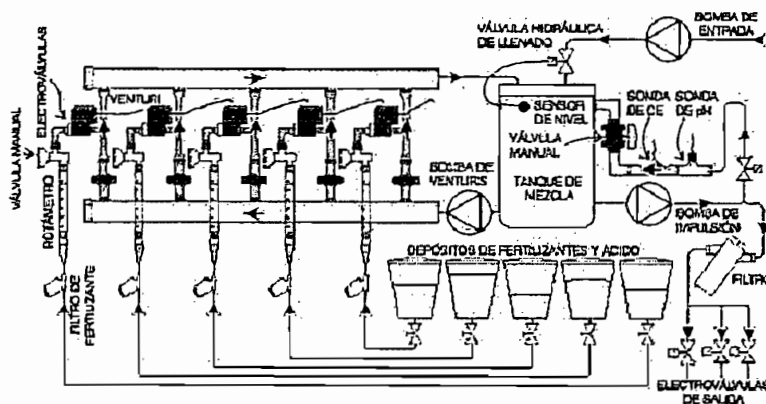 VÁLVULA MANUAL
ELECTROVÁLVULAS
VENTURI
ROTÁMETRO
FILTRO DE
FERTILIZANTE
VÁLVULA HIDRÁULICA
DE LLENADO
BOMBA DE
ENTRADA
SENSOR
DE NIVEL
VÁLVULA
MANUAL
SONDA
DE CE
SONDA
DE pH
BOMBA DE
VENTURIS
TANQUE DE
MEZCLA
BOMBA DE
IMPULSIÓN
FILTRO
DEPÓSITOS DE FERTILIZANTES Y ÁCIDO
ELECTROVÁLVULAS
DE SALIDA